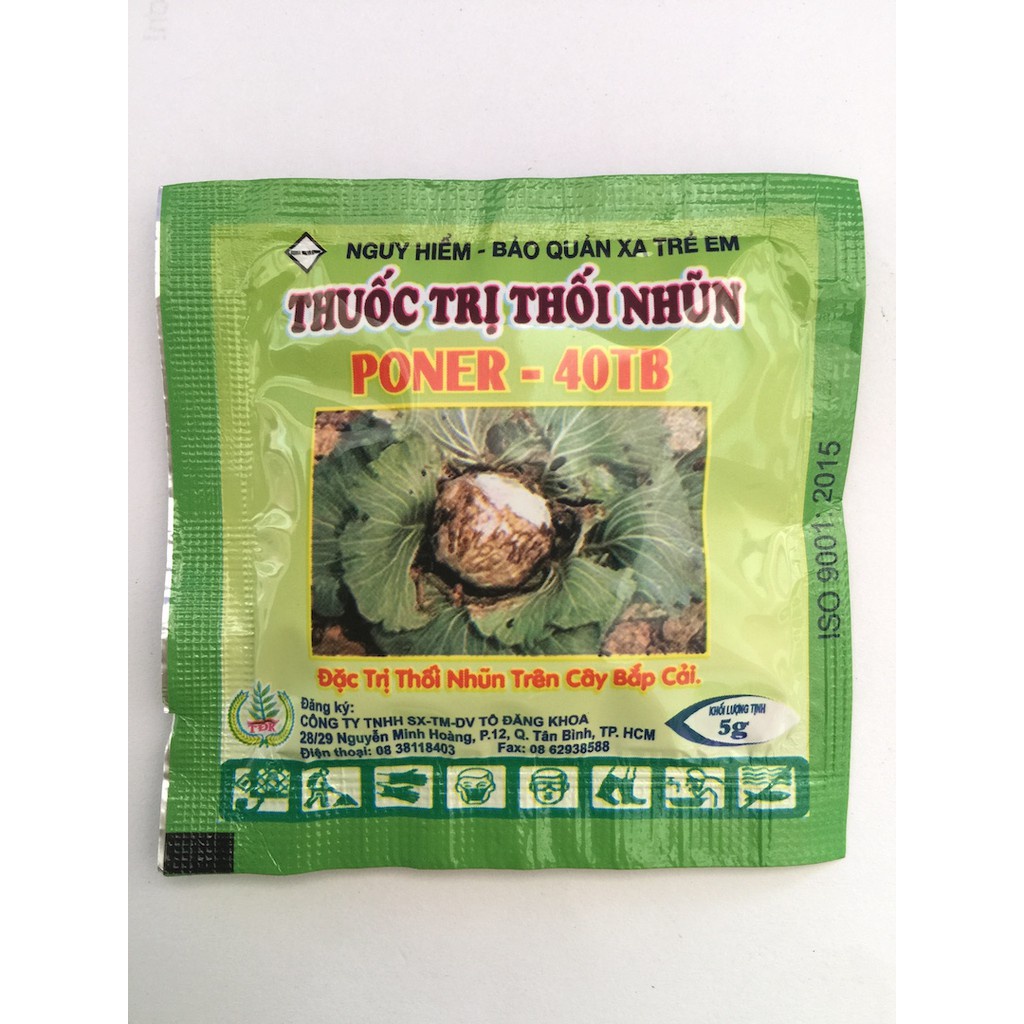 NGUY HIỂM - BẢO QUẢN XA TRẺ EM
THUỐC TRỊ THỐI NHŨN
PONER - 40TB
ISO 9001: 2015
Đặc Trị Thối Nhũn Trên Cây Bắp Cải.
TĐK
Đăng ký:
CÔNG TY TNHH SX-TM-DV TÔ ĐĂNG KHOA
28/29 Nguyễn Minh Hoàng, P.12, Q. Tân Bình, TP. HCM
Điện thoại: 08 38118403 Fax: 08 62938588
KHỐI LƯỢNG TỊNH
5g